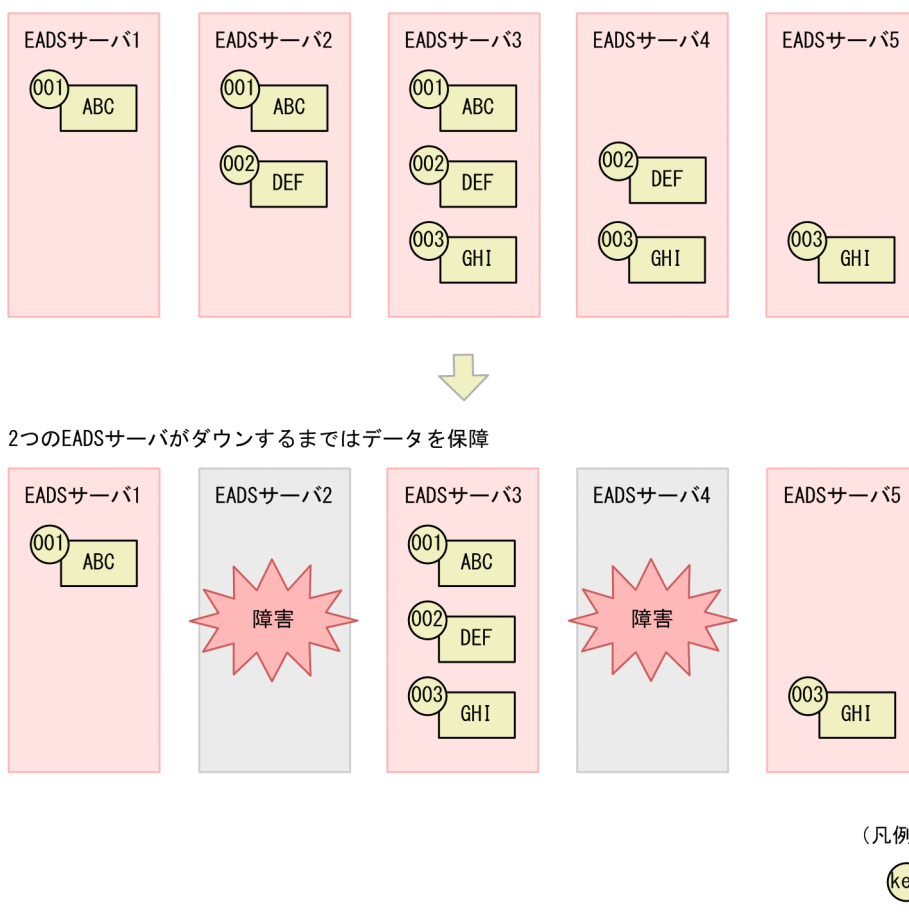 EADSサーバ1 EADSサーバ2 EADSサーバ3 EADSサーバ4 EADSサーバ5
001 001 001
ABC ABC ABC
002 002 002
DEF DEF DEF
003 003 003
GHI GHI GHI
2つのEADSサーバがダウンするまではデータを保障
EADSサーバ1 EADSサーバ2 EADSサーバ3 EADSサーバ4 EADSサーバ5
001 001
ABC ABC
障害 障害
002
DEF
003 003
GHI GHI
(凡例
ke